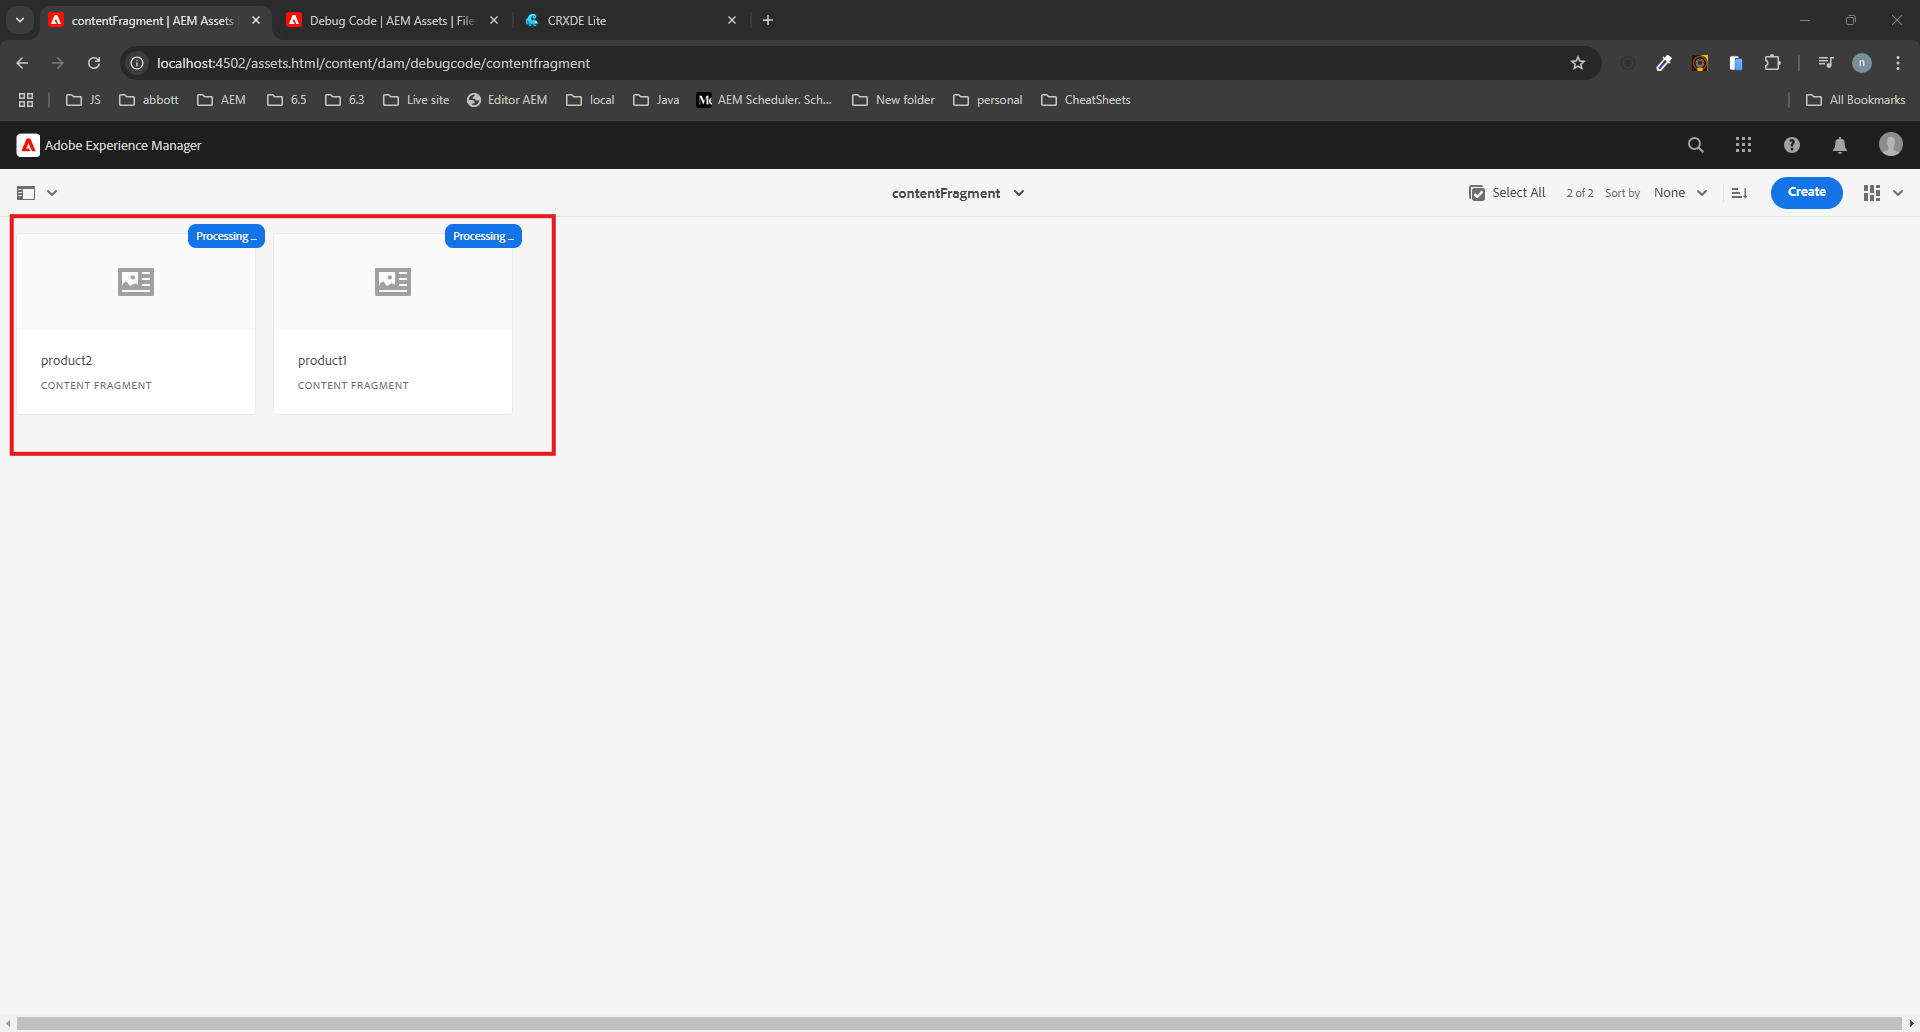 contentFragment | AEM Assets
Debug Code | AEM Assets | File
CRXDE Lite
localhost:4502/assets.html/content/dam/debugcode/contentfragment
n
JS
abbott
AEM
6.5
6.3
Live site
Editor AEM
local
Java
AEM Scheduler. Sch...
New folder
personal
CheatSheets
All Bookmarks
Adobe Experience Manager
contentFragment
Select All
2 of 2
Sort by
None
Create
Processing ...
Processing ...
product2
CONTENT FRAGMENT
product1
CONTENT FRAGMENT